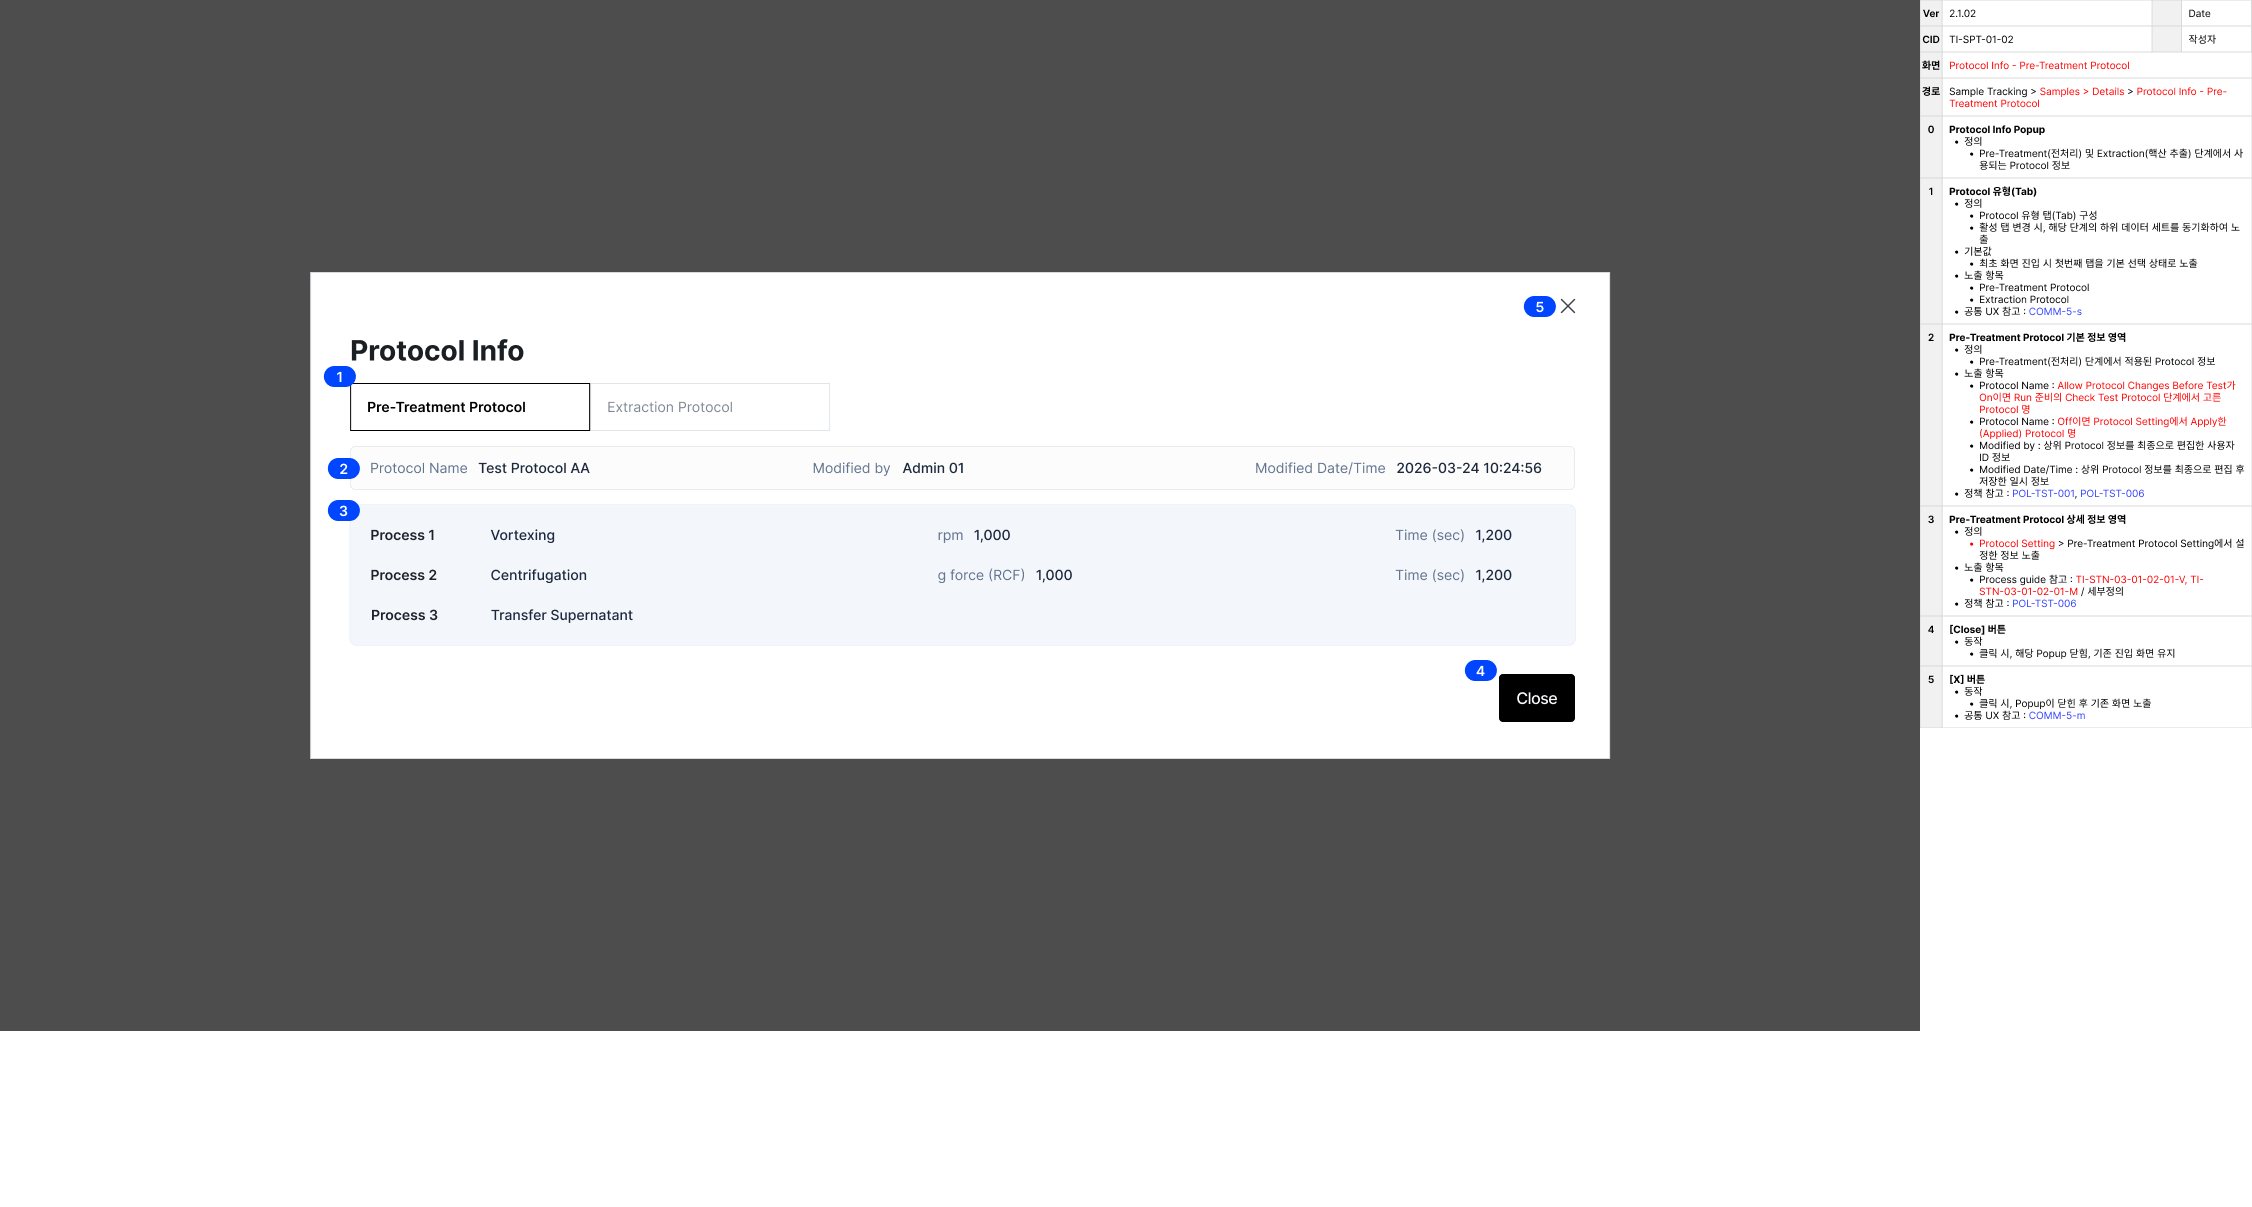 5
Protocol Info
1
Pre-Treatment Protocol
Extraction Protocol
2
Protocol Name Test Protocol AA
Modified by Admin 01
Modified Date/Time 2026-03-24 10:24:56
3
Process 1 Vortexing rpm 1,000 Time (sec) 1,200
Process 2 Centrifugation g force (RCF) 1,000 Time (sec) 1,200
Process 3 Transfer Supernatant
4
Close
Ver 2.1.02 Date
CID TI-SPT-01-02 작성자
화면 Protocol Info - Pre-Treatment Protocol
경로 Sample Tracking > Samples > Details > Protocol Info - Pre-
Treatment Protocol
0 Protocol Info Popup
• 정의
• Pre-Treatment(전처리) 및 Extraction(핵산 추출) 단계에서 사
용되는 Protocol 정보
1 Protocol 유형(Tab)
• 정의
• Protocol 유형 탭(Tab) 구성
• 활성 탭 변경 시, 해당 단계의 하위 데이터 세트를 동기화하여 노
출
• 기본값
• 최초 화면 진입 시 첫번째 탭을 기본 선택 상태로 노출
• 노출 항목
• Pre-Treatment Protocol
• Extraction Protocol
• 공통 UX 참고 : COMM-5-s
2 Pre-Treatment Protocol 기본 정보 영역
• 정의
• Pre-Treatment(전처리) 단계에서 적용된 Protocol 정보
• 노출 항목
• Protocol Name : Allow Protocol Changes Before Test가
On이면 Run 준비의 Check Test Protocol 단계에서 고른
Protocol 명
• Protocol Name : Off이면 Protocol Setting에서 Apply한
(Applied) Protocol 명
• Modified by : 상위 Protocol 정보를 최종으로 편집한 사용자
ID 정보
• Modified Date/Time : 상위 Protocol 정보를 최종으로 편집 후
저장한 일시 정보
• 정책 참고 : POL-TST-001, POL-TST-006
3 Pre-Treatment Protocol 상세 정보 영역
• 정의
• Protocol Setting > Pre-Treatment Protocol Setting에서 설
정한 정보 노출
• 노출 항목
• Process guide 참고 : TI-STN-03-01-02-01-V, TI-
STN-03-01-02-01-M / 세부정의
• 정책 참고 : POL-TST-006
4 [Close] 버튼
• 동작
• 클릭 시, 해당 Popup 닫힘, 기존 진입 화면 유지
5 [X] 버튼
• 동작
• 클릭 시, Popup이 닫힌 후 기존 화면 노출
• 공통 UX 참고 : COMM-5-m